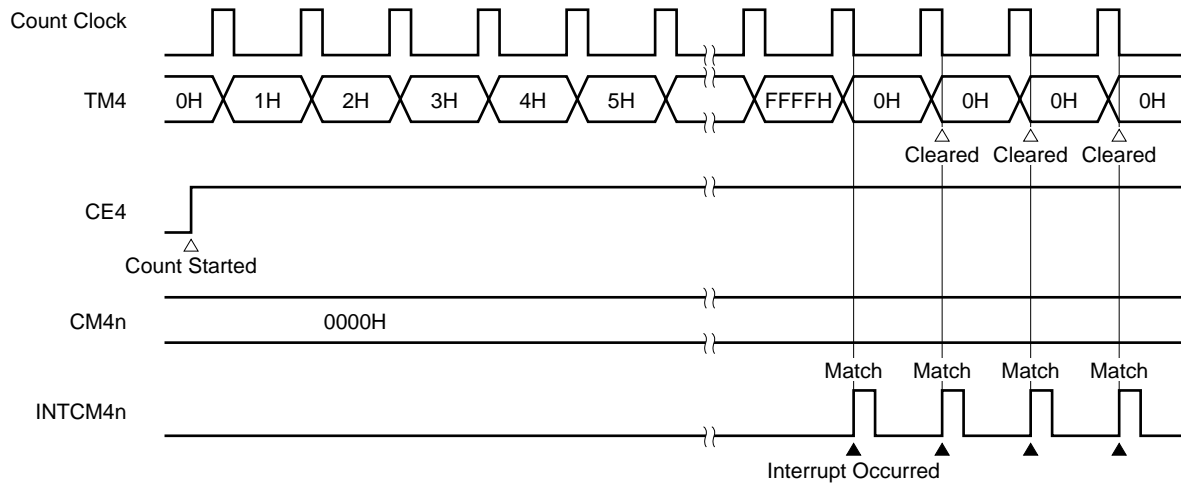 Count Clock
TM4
0H 1H 2H 3H 4H 5H FFFFH 0H 0H 0H 0H
Cleared Cleared Cleared
CE4
Count Started
CM4n
0000H
Match Match Match Match
INTCM4n
Interrupt Occurred